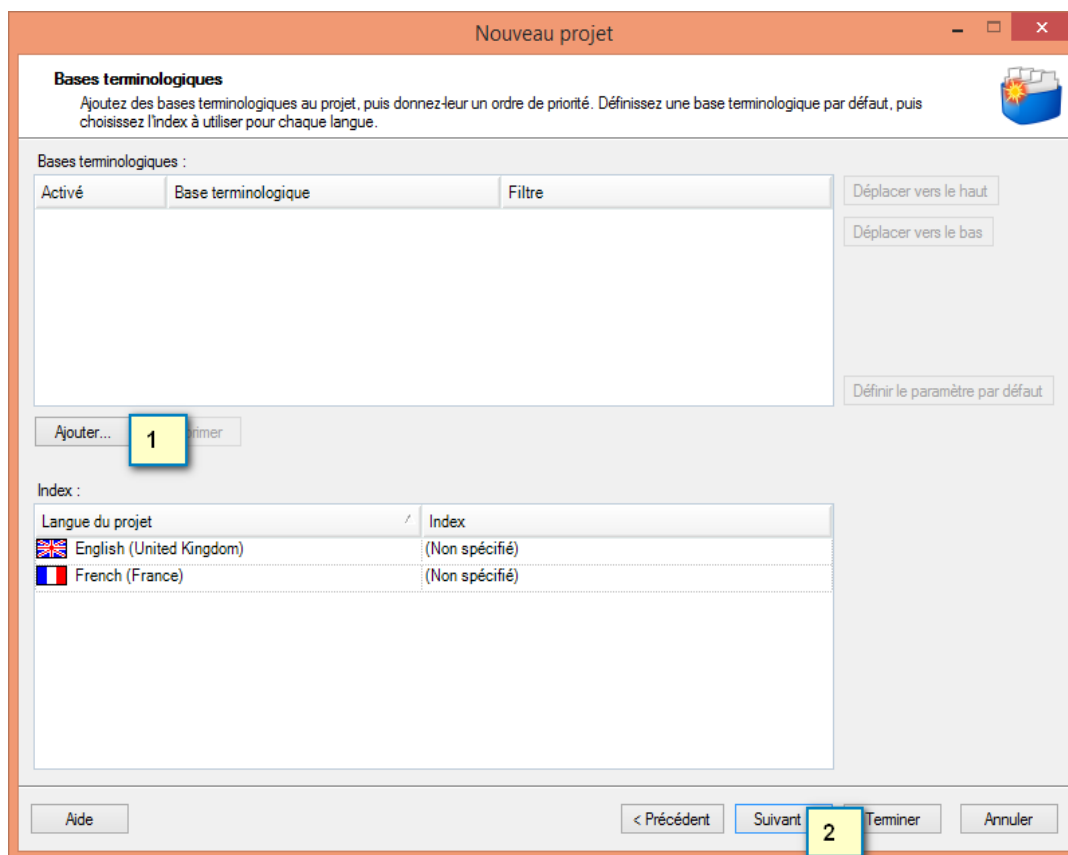 Nouveau projet
Bases terminologiques
Ajoutez des bases terminologiques au projet, puis donnez-leur un ordre de priorité. Définissez une base terminologique par défaut, puis
choisissez l'index à utiliser pour chaque langue.
Bases terminologiques :
Activé Base terminologique Filtre
Déplacer vers le haut
Déplacer vers le bas
Définir le paramètre par défaut
Ajouter... 1 primer
Index :
Langue du projet Index
English (United Kingdom) (Non spécifié)
French (France) (Non spécifié)
Aide < Précédent Suivant 2 Terminer Annuler